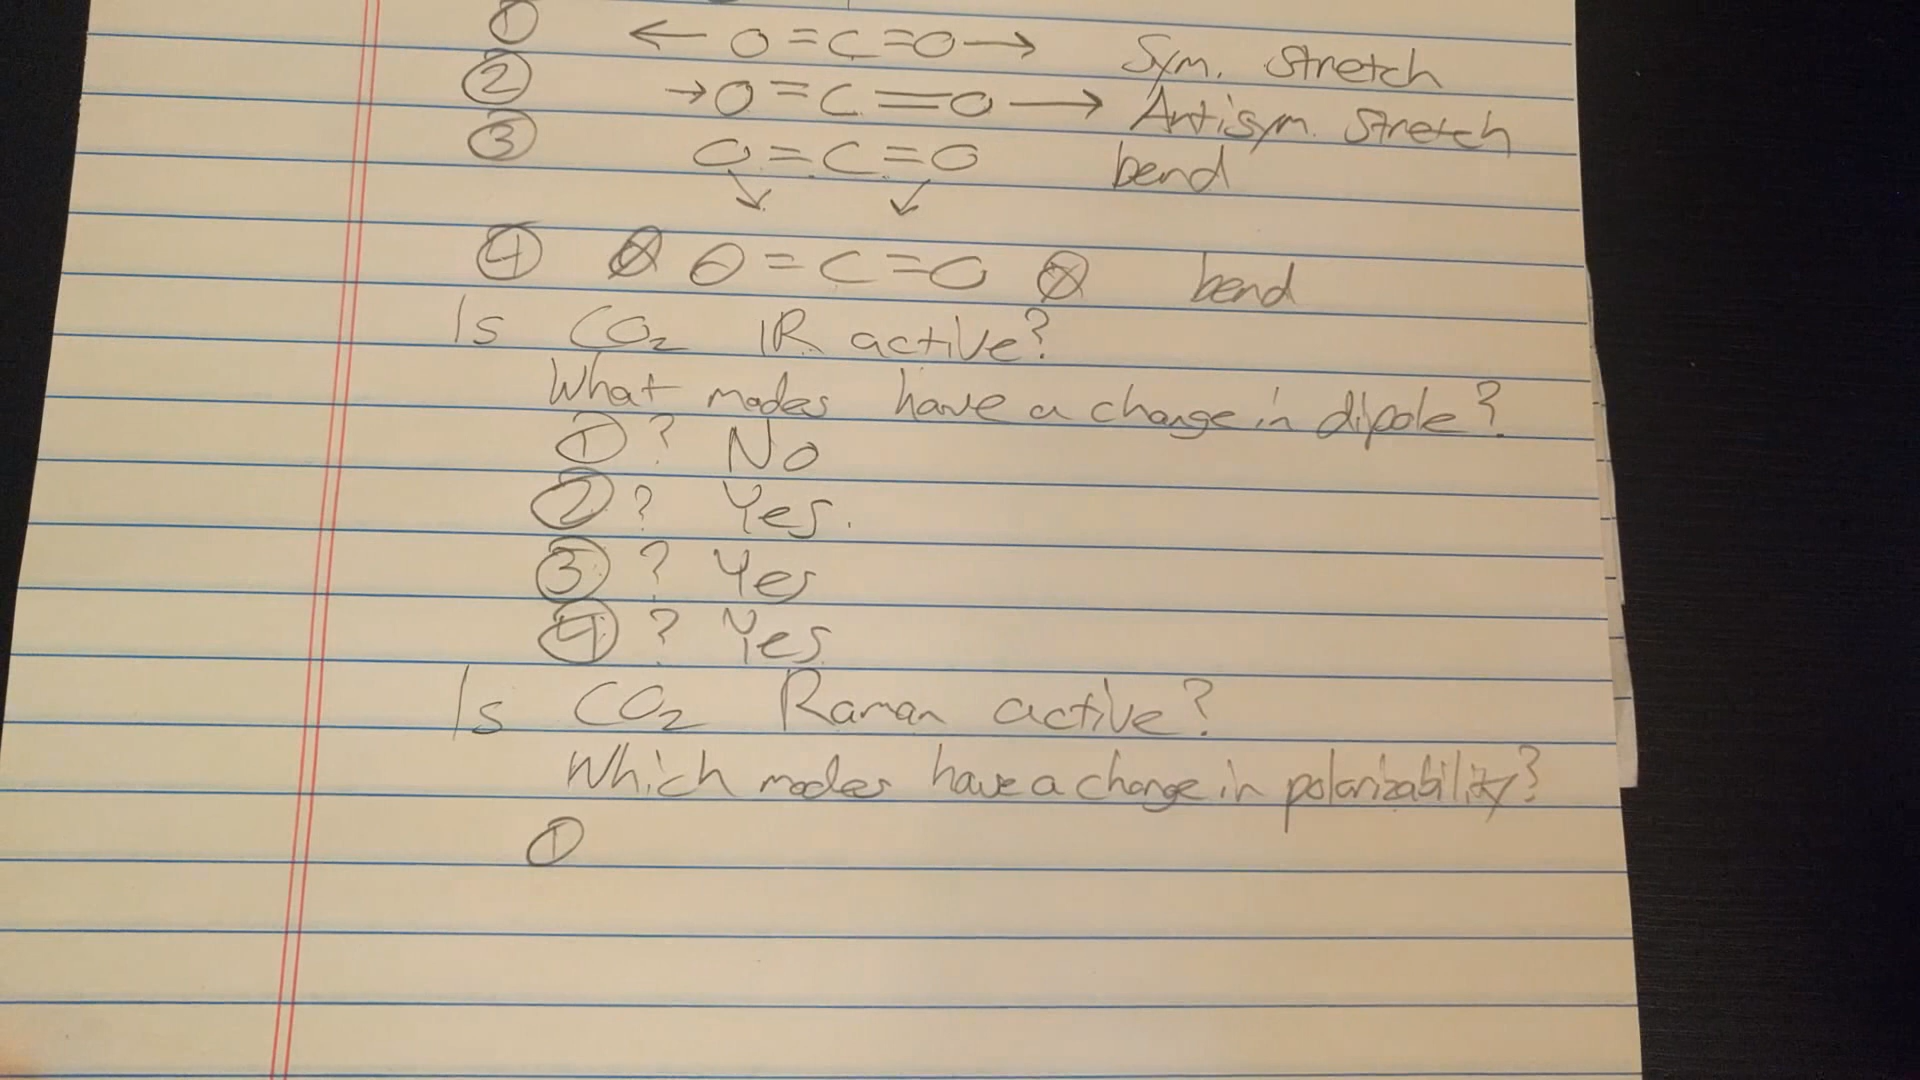 ① ← O=C=O → Sym. Stretch
② →O=C=O → Antisym. Stretch
③ O=C=O bend
↘ ↙
④ ⊗ O=C=O ⊗ bend
Is CO₂ IR active?
What modes have a change in dipole?
①? No
②? Yes.
③? Yes
④? Yes
Is CO₂ Raman active?
Which modes have a change in polarizability?
①